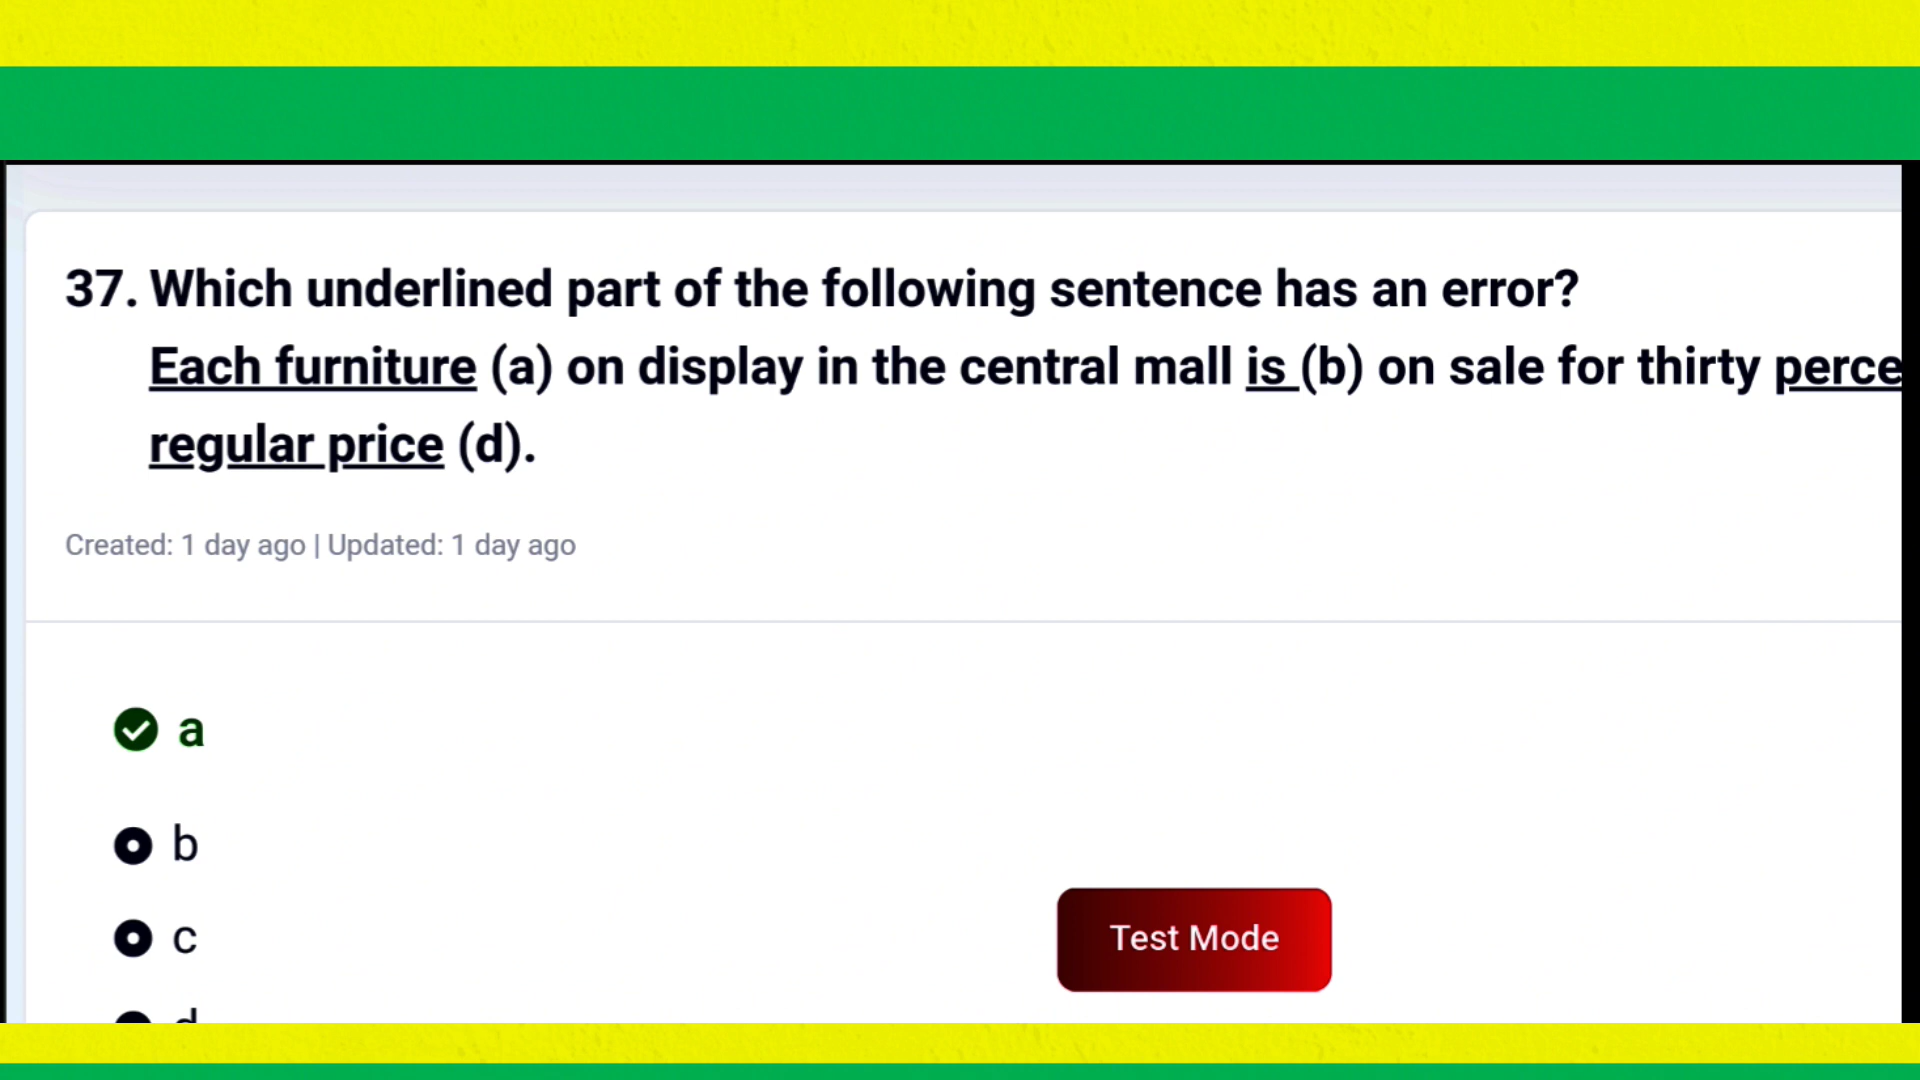 37. Which underlined part of the following sentence has an error?
Each furniture (a) on display in the central mall is (b) on sale for thirty perce
regular price (d).
Created: 1 day ago | Updated: 1 day ago
a
b
c
Test Mode
d